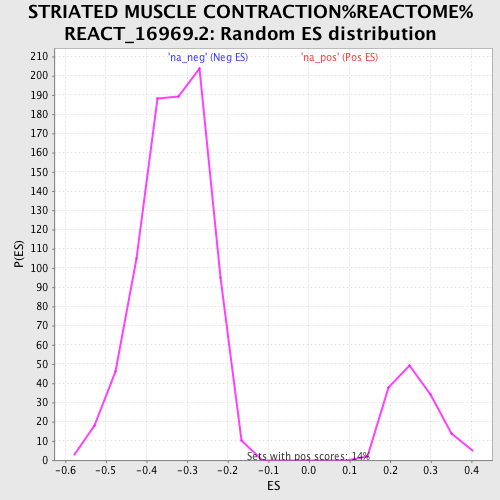 STRIATED MUSCLE CONTRACTION%REACTOME%
REACT_16969.2: Random ES distribution
'na_neg' (Neg ES)
'na_pos' (Pos ES)
210
200
190
180
170
160
150
140
130
120
110
100
90
80
70
60
50
40
30
20
10
0
P(ES)
Sets with pos scores: 14%
-0.6 -0.5 -0.4 -0.3 -0.2 -0.1 0.0 0.1 0.2 0.3 0.4
ES